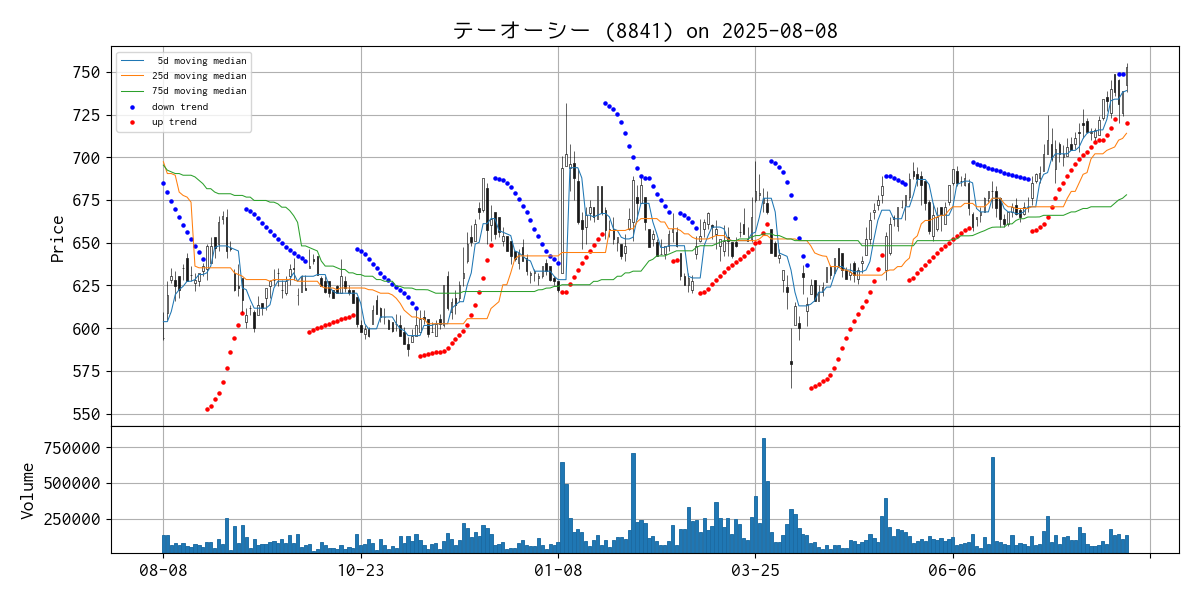 テーオーシー (8841) on 2025-08-08
5d moving median
25d moving median
75d moving median
down trend
up trend
Price
750
725
700
675
650
625
600
575
550
Volume
750000
500000
250000
08-08
10-23
01-08
03-25
06-06